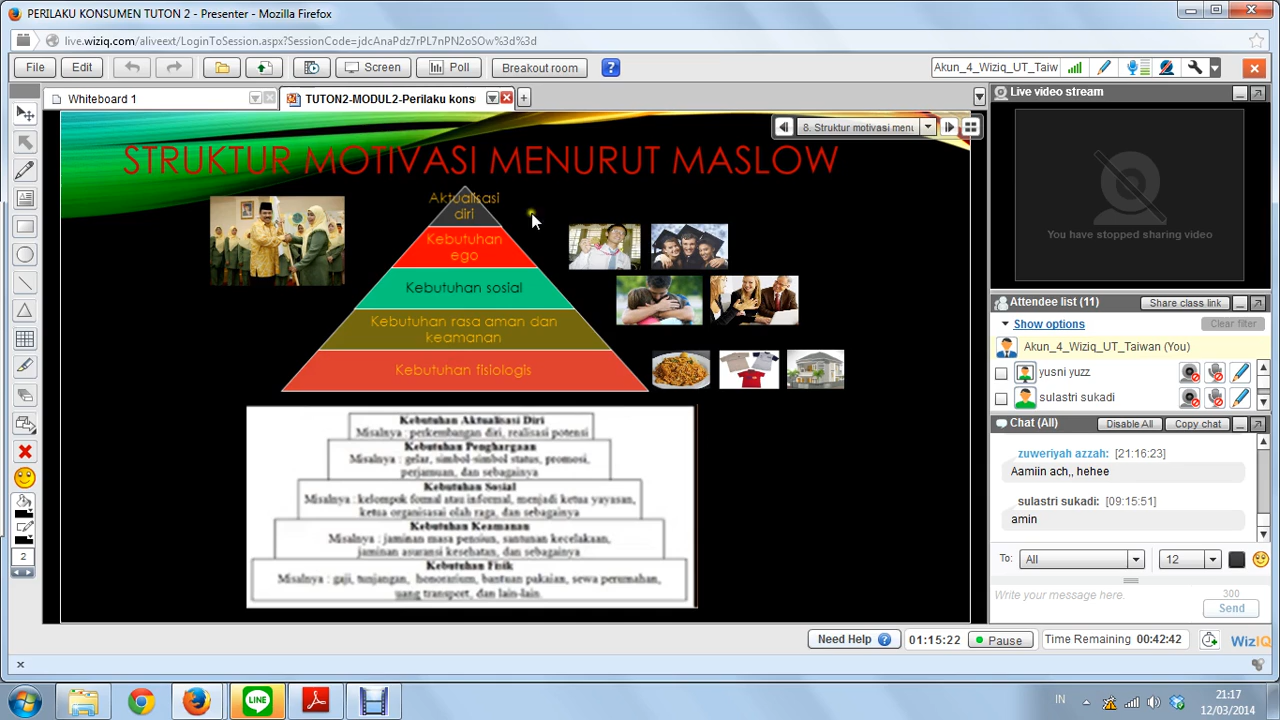 PERILAKU KONSUMEN TUTON 2 - Presenter - Mozilla Firefox
live.wiziq.com/aliveext/LoginToSession.aspx?SessionCode=jdcAnaPdz7rPL7nPN2oSOw%3d%3d
File Edit Screen Poll Breakout room ? Akun_4_Wiziq_UT_Taiw
Whiteboard 1 TUTON2-MODUL2-Perilaku kons
8. Struktur motivasi menu
STRUKTUR MOTIVASI MENURUT MASLOW
Aktualisasi
diri
Kebutuhan
ego
Kebutuhan sosial
Kebutuhan rasa aman dan
keamanan
Kebutuhan fisiologis
Kebutuhan Aktualisasi Diri
Misalnya : perkembangan diri, realisasi potensi
Kebutuhan Penghargaan
Misalnya : gelar, simbol-simbol status, promosi,
perjamuan, dan sebagainya
Kebutuhan Sosial
Misalnya : kelompok formal atau informal, menjadi ketua yayasan,
ketua organisasai olah raga, dan sebagainya
Kebutuhan Keamanan
Misalnya : jaminan masa pensiun, santunan kecelakaan,
jaminan asuransi kesehatan, dan sebagainya
Kebutuhan Fisik
Misalnya : gaji, tunjangan, honorarium, bantuan pakaian, sewa perumahan,
uang transport, dan lain-lain.
2
Live video stream
You have stopped sharing video
Attendee list (11) Share class link
Show options Clear filter
Akun_4_Wiziq_UT_Taiwan (You)
yusni yuzz
sulastri sukadi
Chat (All) Disable All Copy chat
zuweriyah azzah: [21:16:23]
Aamiin ach,, hehee
sulastri sukadi: [09:15:51]
amin
To: All 12
Write your message here. 300
Send
Need Help ? 01:15:22 Pause Time Remaining 00:42:42 WizIQ
LINE IN 21:17
12/03/2014